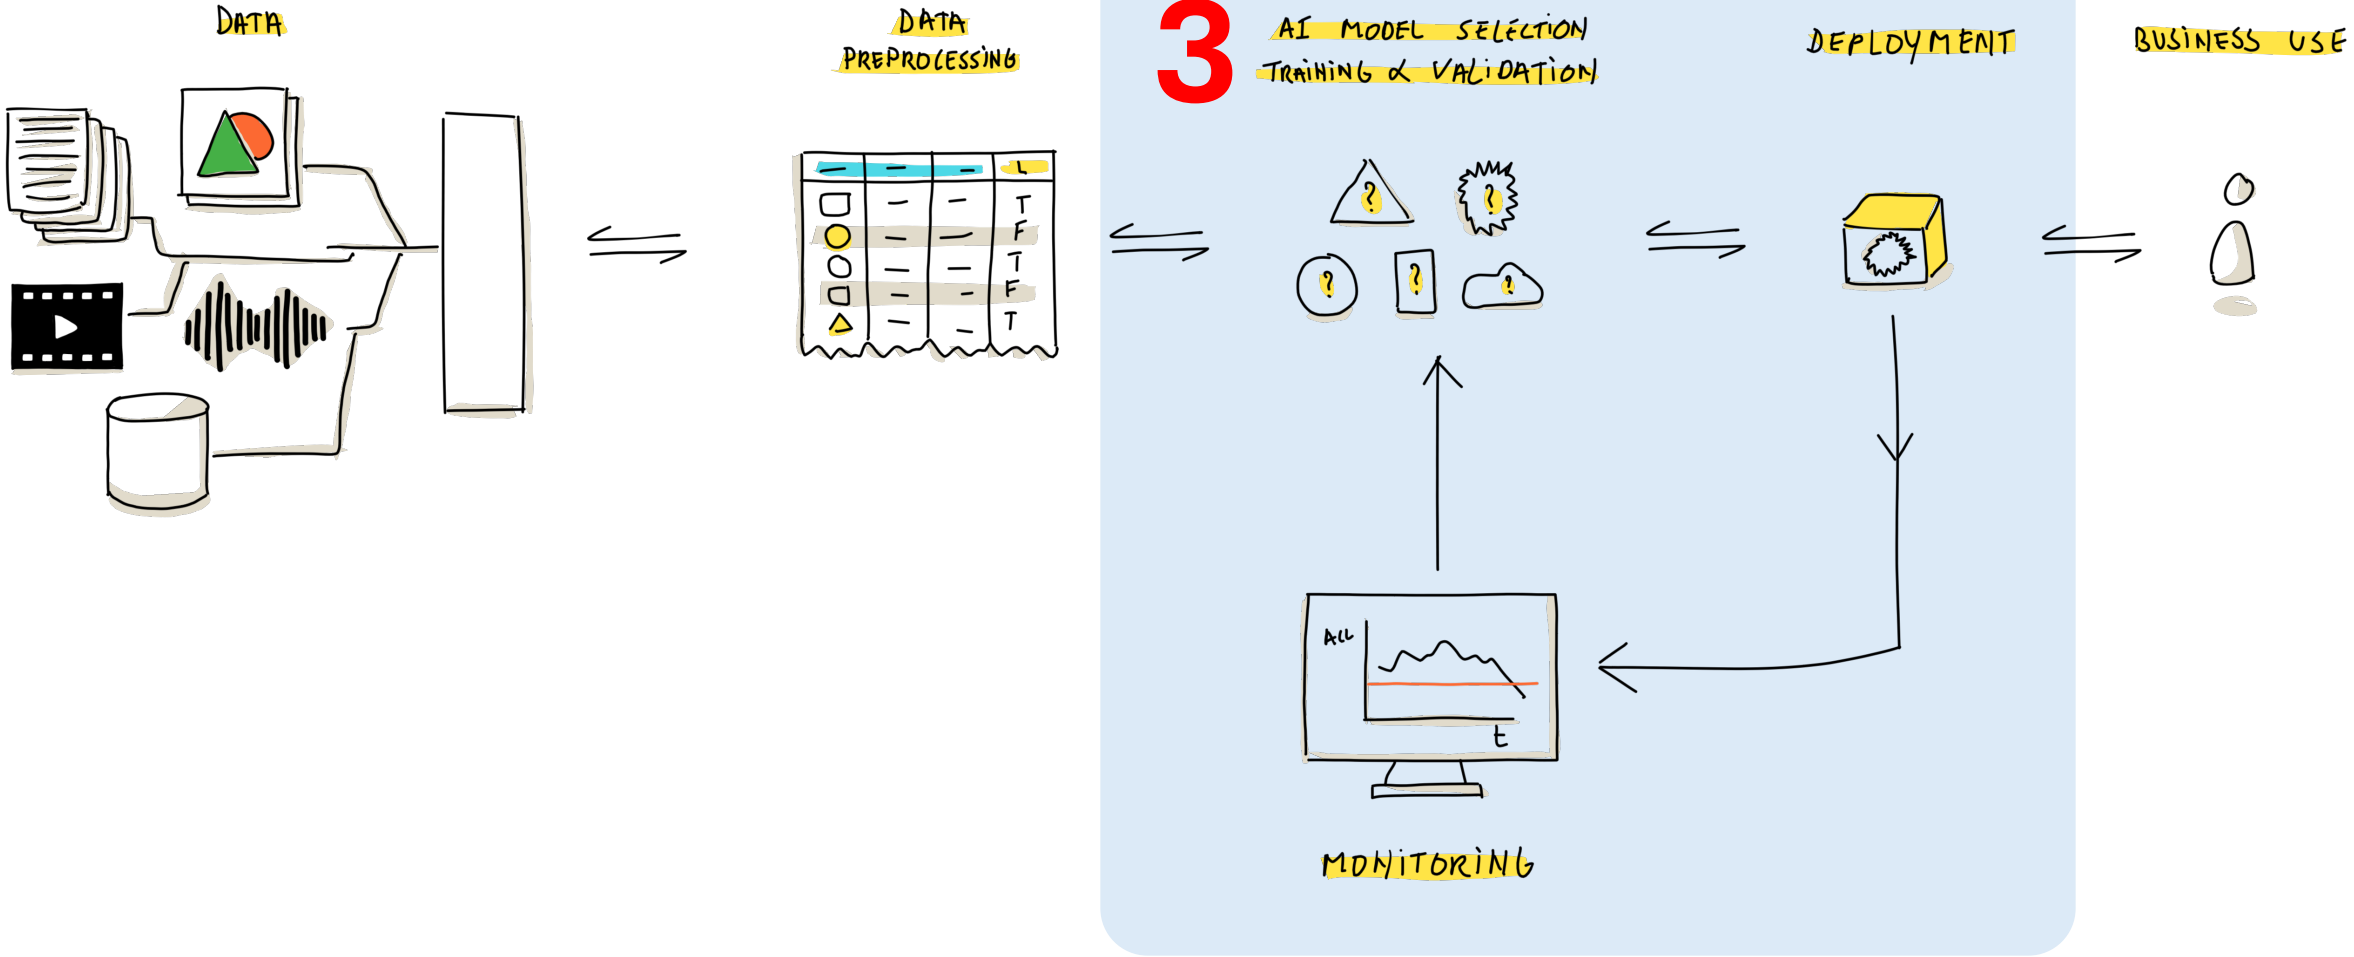 DATA
DATA
PREPROCESSING
3
AI MODEL SELECTION
TRAINING & VALIDATION
DEPLOYMENT
BUSINESS USE
L
T
F
T
F
T
?
?
?
?
?
ACC
t
MONITORING